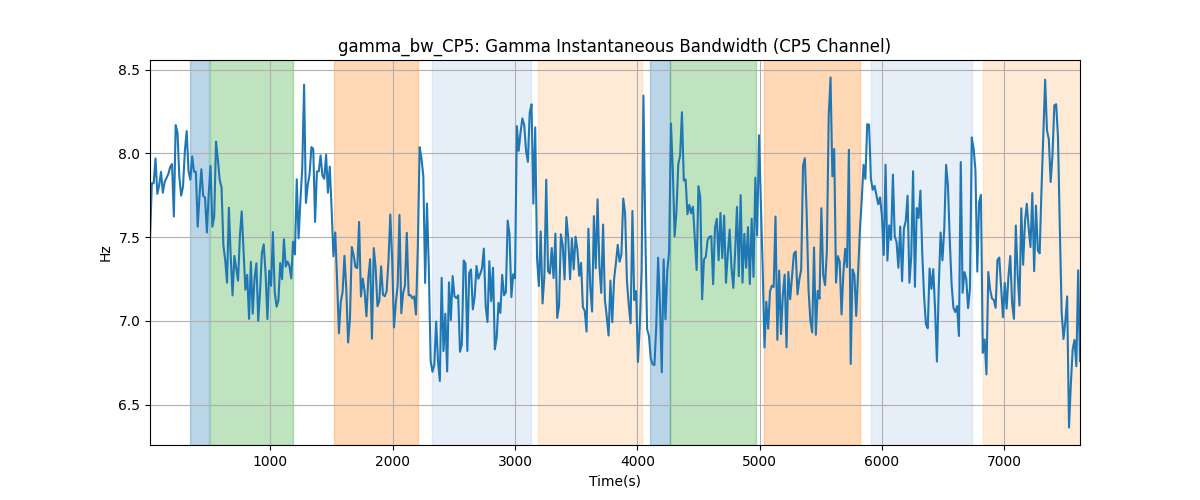 gamma_bw_CP5: Gamma Instantaneous Bandwidth (CP5 Channel)
8.5
8.0
7.5
7.0
6.5
Hz
1000 2000 3000 4000 5000 6000 7000
Time(s)